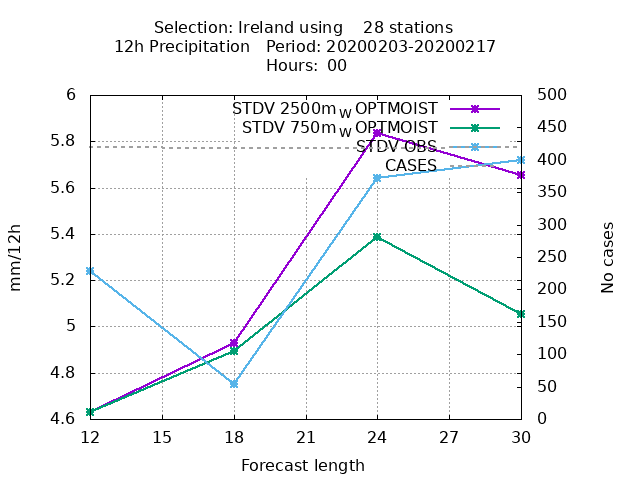 Selection: Ireland using    28 stations
12h Precipitation   Period: 20200203-20200217
Hours:  00
STDV 2500m_W OPTMOIST
STDV 750m_W OPTMOIST
STDV OBS
CASES
6
5.8
5.6
5.4
5.2
5
4.8
4.6
mm/12h
500
450
400
350
300
250
200
150
100
50
0
No cases
12 15 18 21 24 27 30
Forecast length